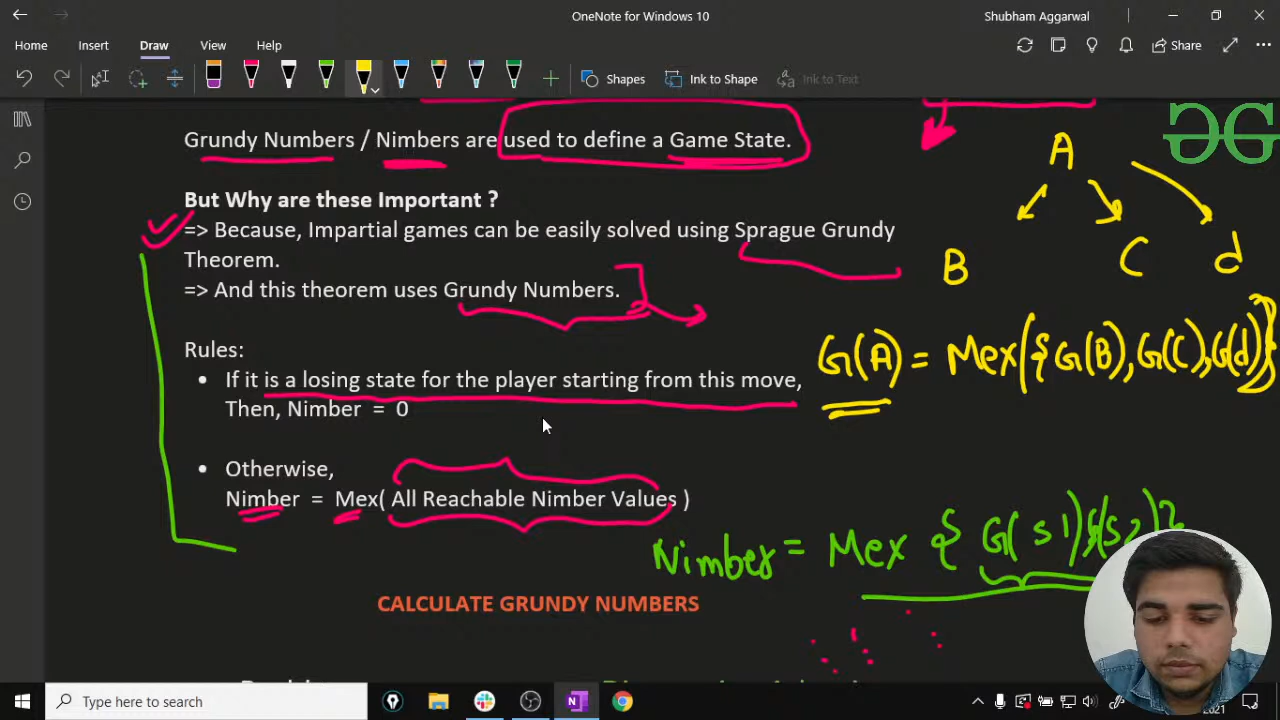 OneNote for Windows 10
Shubham Aggarwal
Home Insert Draw View Help
Share
Shapes Ink to Shape Ink to Text
Grundy Numbers / Nimbers are used to define a Game State.
But Why are these Important ?
=> Because, Impartial games can be easily solved using Sprague Grundy
Theorem.
=> And this theorem uses Grundy Numbers.
Rules:
• If it is a losing state for the player starting from this move,
Then, Nimber = 0
• Otherwise,
Nimber = Mex( All Reachable Nimber Values )
A
B C d
G(A) = Mex({G(B), G(C), G(d)})
Nimber = Mex { G(S1)
CALCULATE GRUNDY NUMBERS
Type here to search
2021